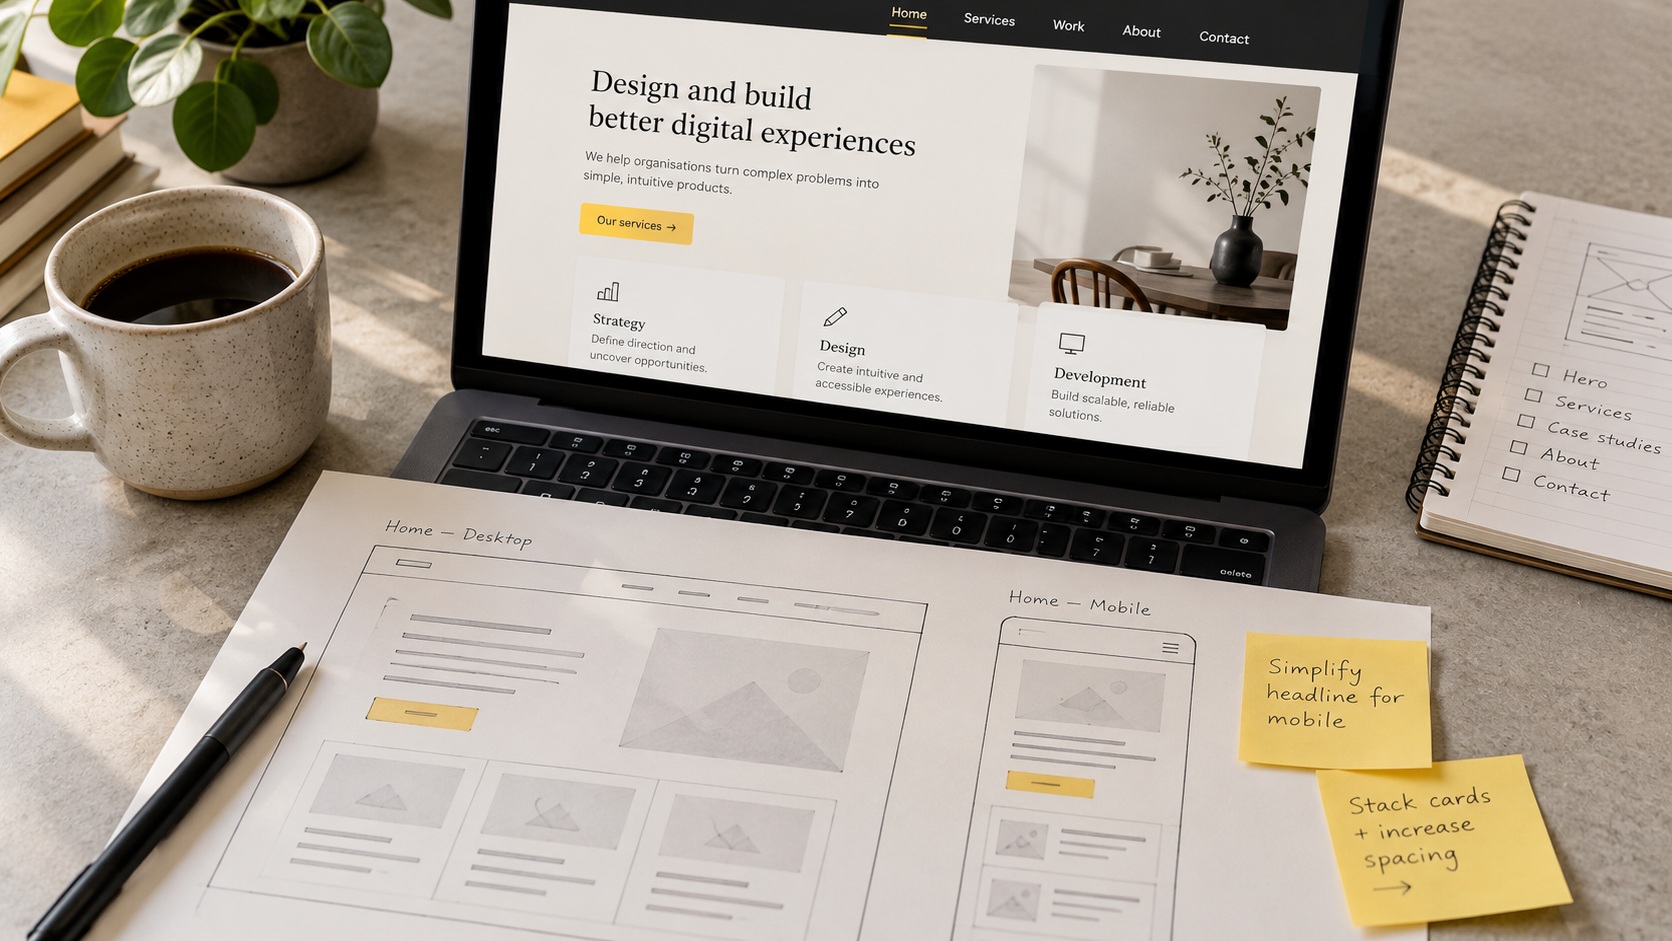 Home
Services
Work
About
Contact
Design and build
better digital experiences
We help organisations turn complex problems into
simple, intuitive products.
Our services →
Strategy
Define direction and
uncover opportunities.
Design
Create intuitive and
accessible experiences.
Development
Build scalable, reliable
solutions.
esc
delete
Hero
Services
Case studies
About
Contact
Home — Desktop
Home — Mobile
Simplify
headline for
mobile
Stack cards
+ increase
spacing
→